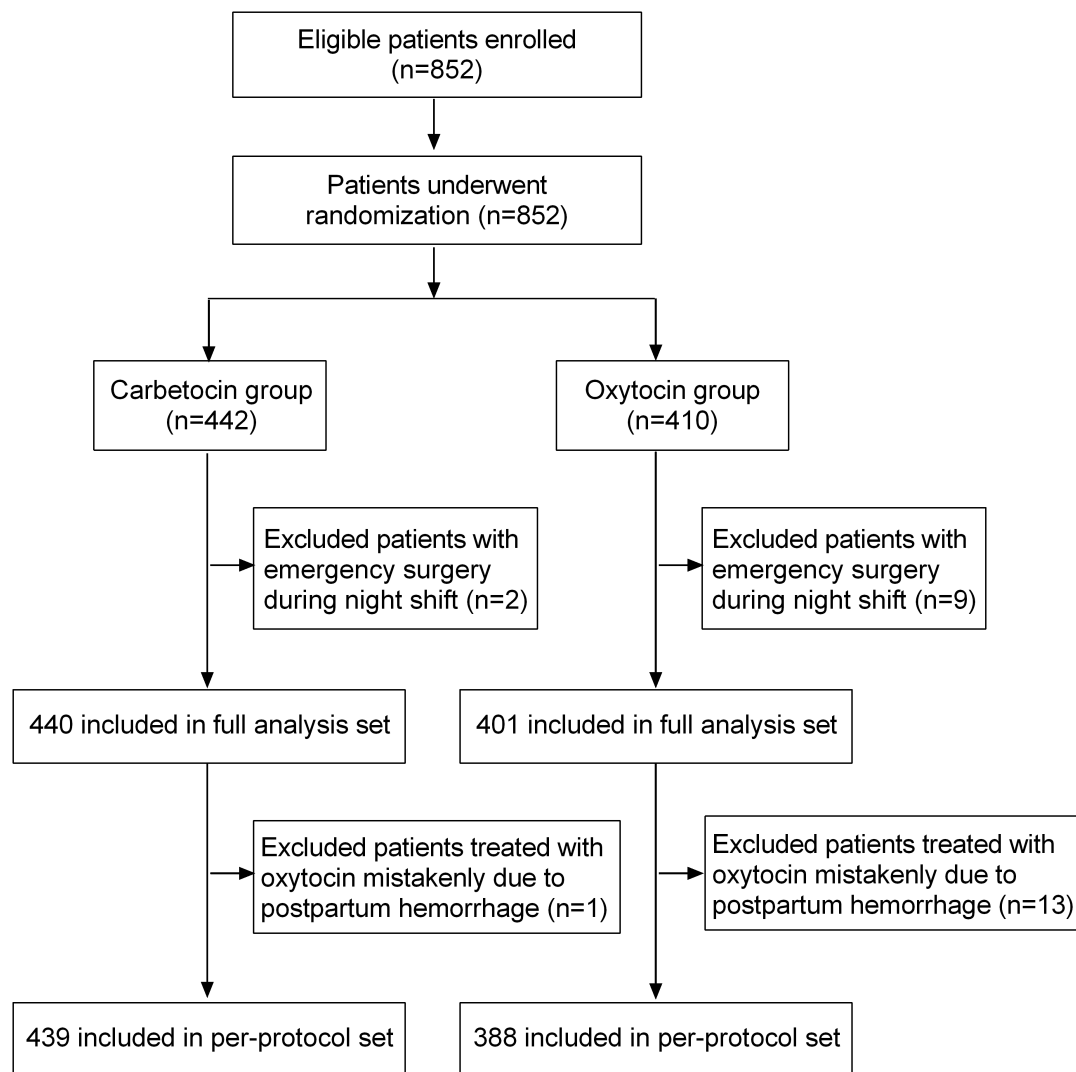 Eligible patients enrolled
(n=852)
Patients underwent
randomization (n=852)
Carbetocin group
(n=442)
Oxytocin group
(n=410)
Excluded patients with
emergency surgery
during night shift (n=2)
Excluded patients with
emergency surgery
during night shift (n=9)
440 included in full analysis set
401 included in full analysis set
Excluded patients treated with
oxytocin mistakenly due to
postpartum hemorrhage (n=1)
Excluded patients treated with
oxytocin mistakenly due to
postpartum hemorrhage (n=13)
439 included in per-protocol set
388 included in per-protocol set